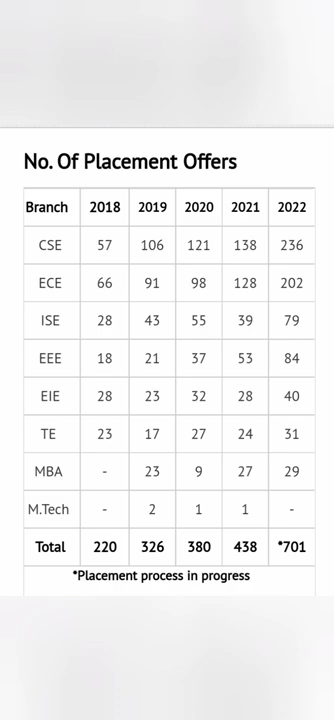 No. Of Placement Offers
Branch 2018 2019 2020 2021 2022
CSE 57 106 121 138 236
ECE 66 91 98 128 202
ISE 28 43 55 39 79
EEE 18 21 37 53 84
EIE 28 23 32 28 40
TE 23 17 27 24 31
MBA - 23 9 27 29
M.Tech - 2 1 1 -
Total 220 326 380 438 *701
*Placement process in progress